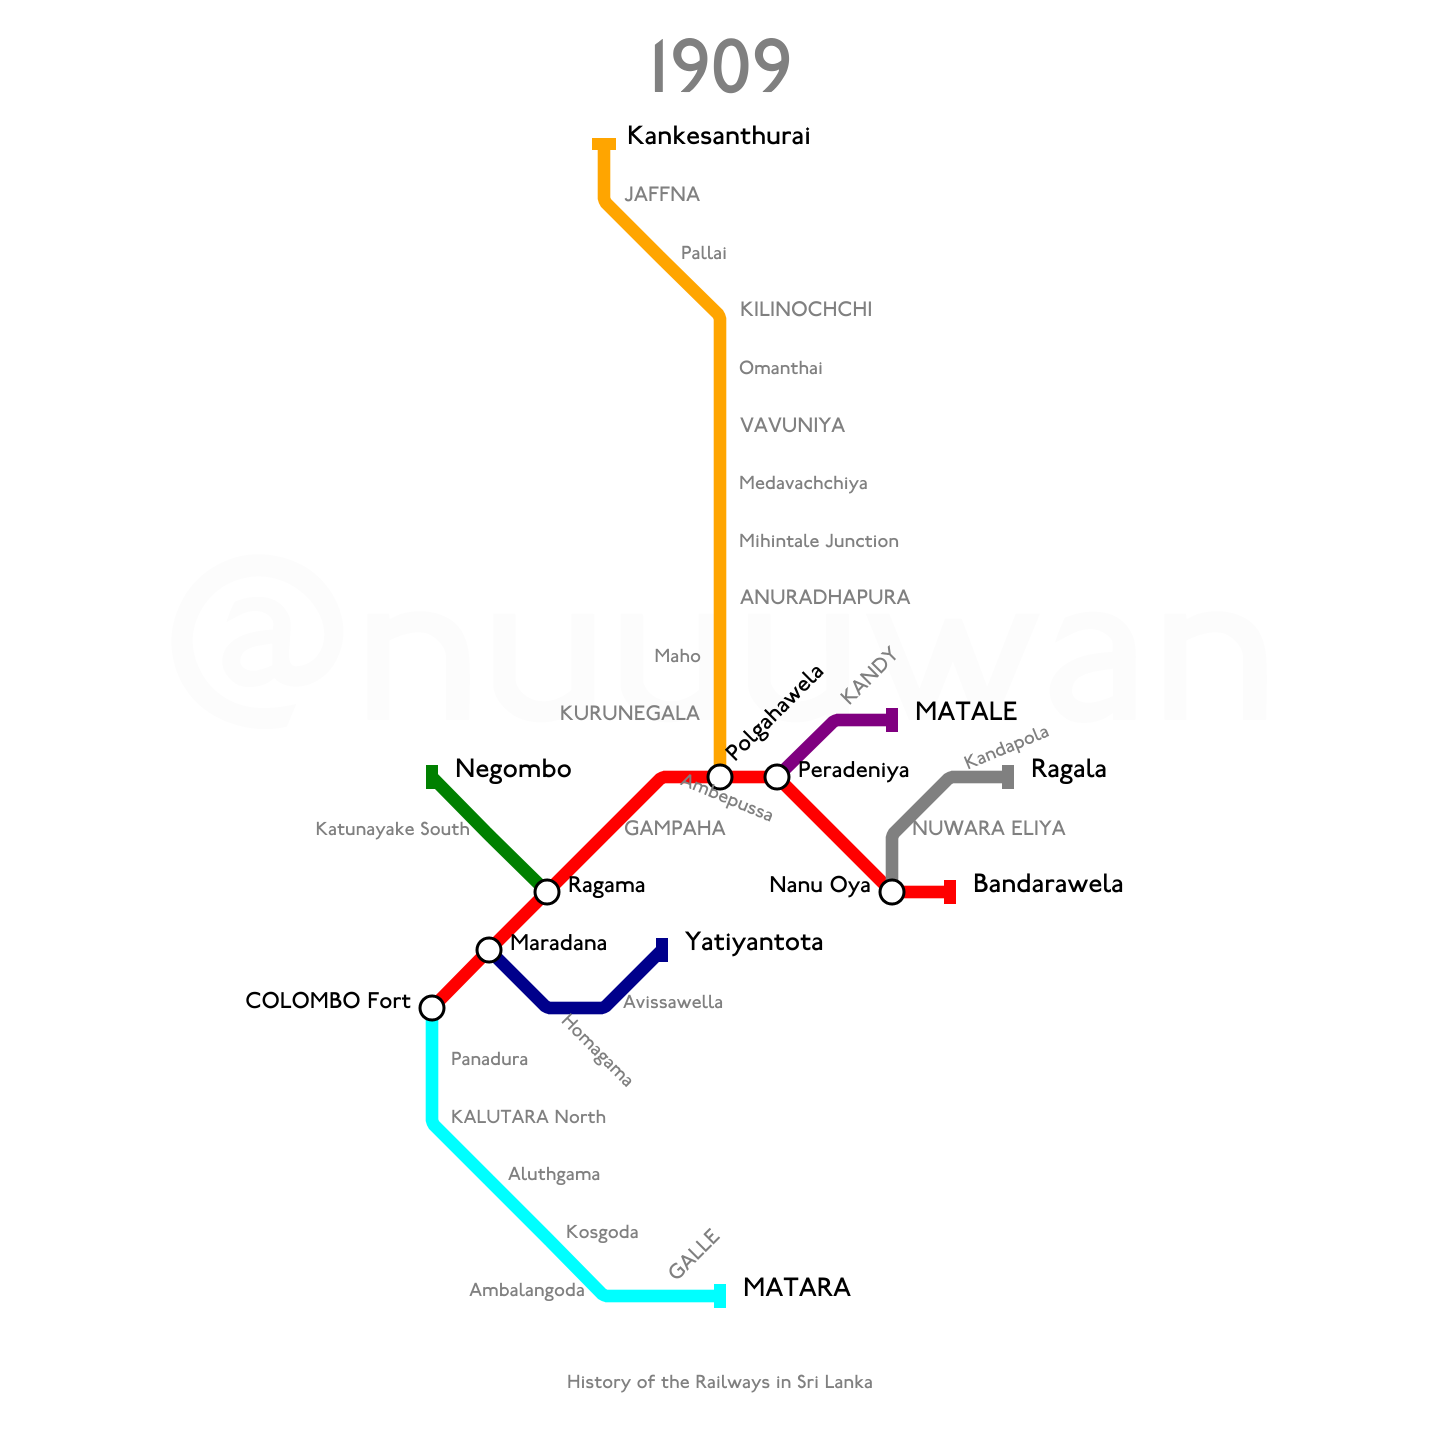 1909
Kankesanthurai
JAFFNA
Pallai
KILINOCHCHI
Omanthai
VAVUNIYA
Medavachchiya
Mihintale Junction
ANURADHAPURA
@nuuuwan
Maho
KURUNEGALA
Polgahawela
KANDY
MATALE
Kandapola
Negombo
Peradeniya
Ragala
Ambepussa
Katunayake South
GAMPAHA
NUWARA ELIYA
Ragama
Nanu Oya
Bandarawela
Maradana
Yatiyantota
COLOMBO Fort
Avissawella
Homagama
Panadura
KALUTARA North
Aluthgama
Kosgoda
GALLE
Ambalangoda
MATARA
History of the Railways in Sri Lanka